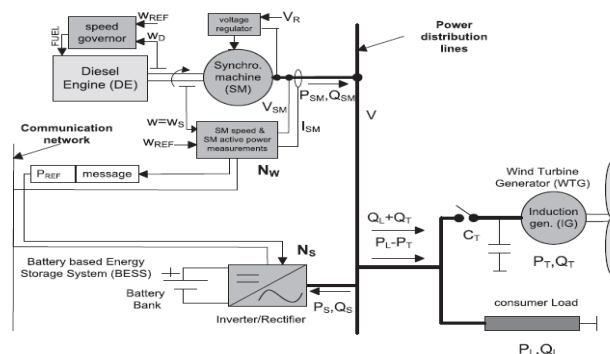 wREF
speed
governor
wD
FUEL
Diesel
Engine (DE)
voltage
regulator
VR
Synchro.
machine
(SM)
Power
distribution
lines
PSM,QSM
VSM
V
ISM
w=wS
wREF
SM speed &
SM active power
measurements
NW
Communication
network
PREF
message
Wind Turbine
Generator (WTG)
Induction
gen. (IG)
QL+QT
PL-PT
CT
PT,QT
NS
Battery based Energy
Storage System (BESS)
+
Battery
Bank
Inverter/Rectifier
PS,QS
consumer Load
PL,QL